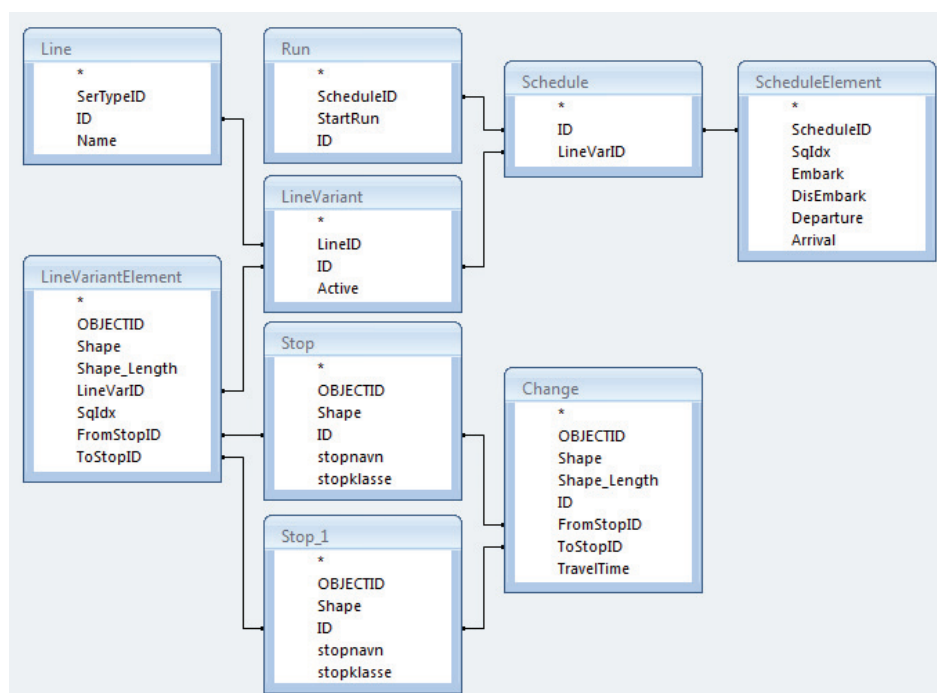 Line
*
SerTypeID
ID
Name
Run
*
ScheduleID
StartRun
ID
Schedule
*
ID
LineVarID
ScheduleElement
*
ScheduleID
SqIdx
Embark
DisEmbark
Departure
Arrival
LineVariant
*
LineID
ID
Active
LineVariantElement
*
OBJECTID
Shape
Shape_Length
LineVarID
SqIdx
FromStopID
ToStopID
Stop
*
OBJECTID
Shape
ID
stopnavn
stopklasse
Change
*
OBJECTID
Shape
Shape_Length
ID
FromStopID
ToStopID
TravelTime
Stop_1
*
OBJECTID
Shape
ID
stopnavn
stopklasse